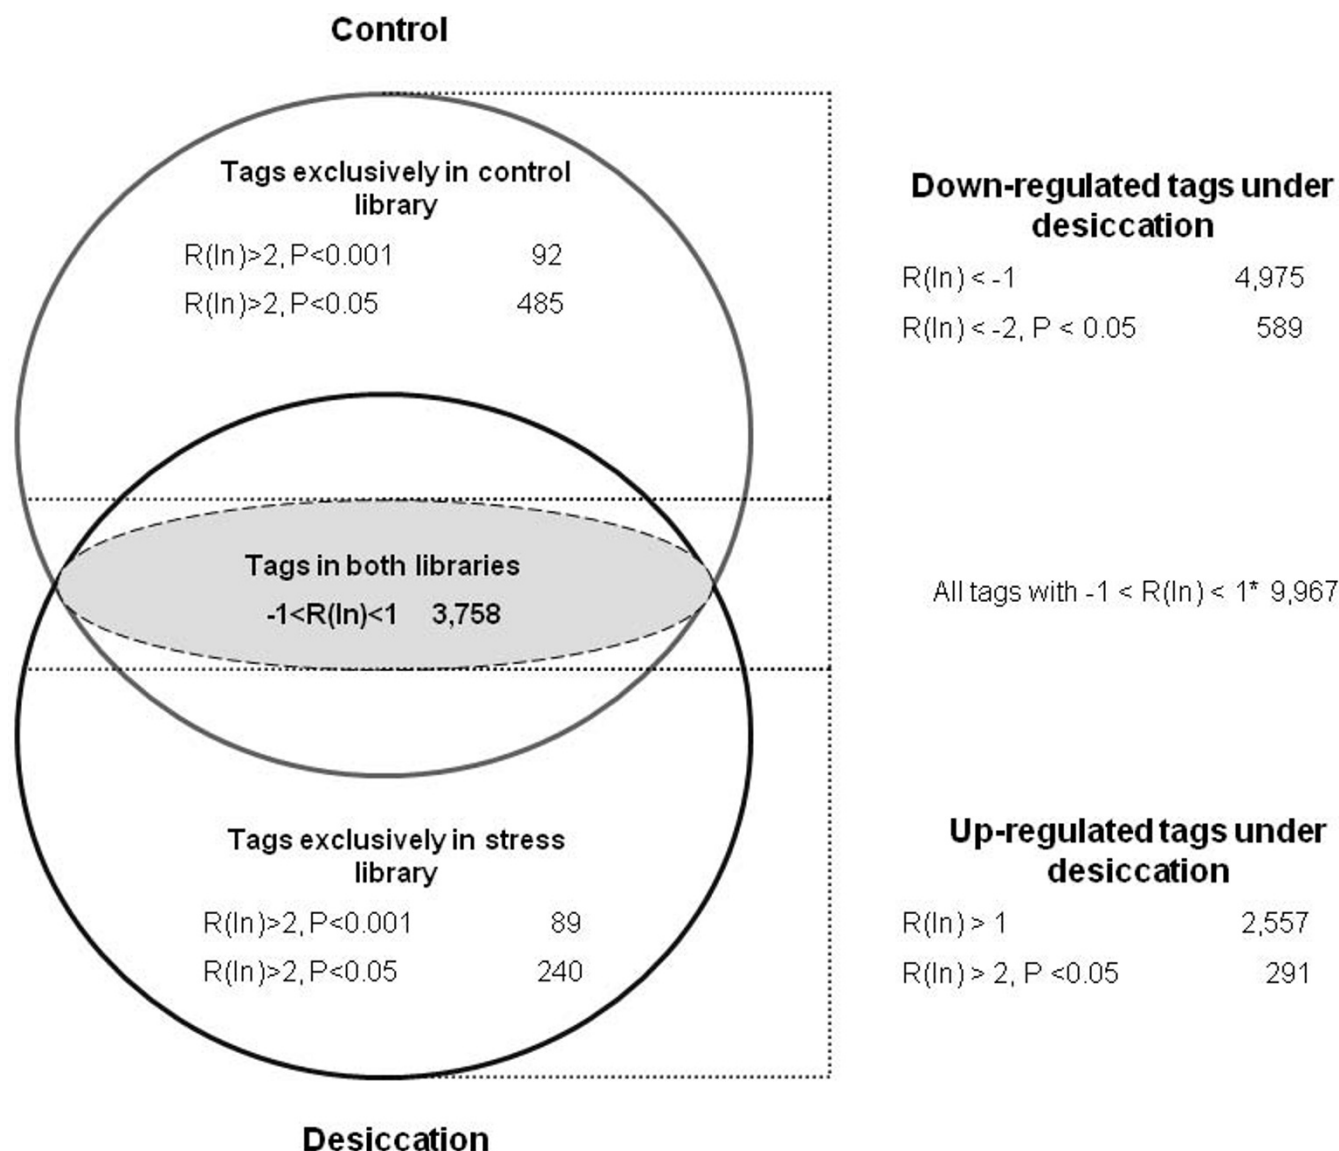 Control
Tags exclusively in control
library
R(ln)>2, P<0.001 92
R(ln)>2, P<0.05 485
Down-regulated tags under
desiccation
R(ln) < -1 4,975
R(ln) < -2, P < 0.05 589
Tags in both libraries
-1<R(ln)<1 3,758
All tags with -1 < R(ln) < 1* 9,967
Tags exclusively in stress
library
R(ln)>2, P<0.001 89
R(ln)>2, P<0.05 240
Up-regulated tags under
desiccation
R(ln) > 1 2,557
R(ln) > 2, P <0.05 291
Desiccation